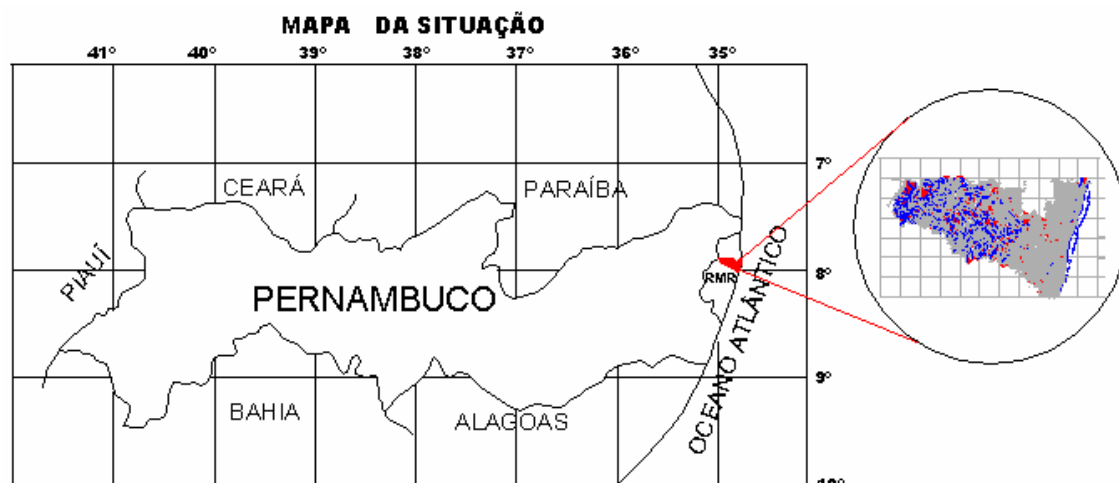 MAPA DA SITUAÇÃO
41° 40° 39° 38° 37° 36° 35°
7°
CEARÁ
PARAÍBA
PIAUÍ
8°
RMR
PERNAMBUCO
OCEANO ATLÂNTICO
9°
BAHIA
ALAGOAS